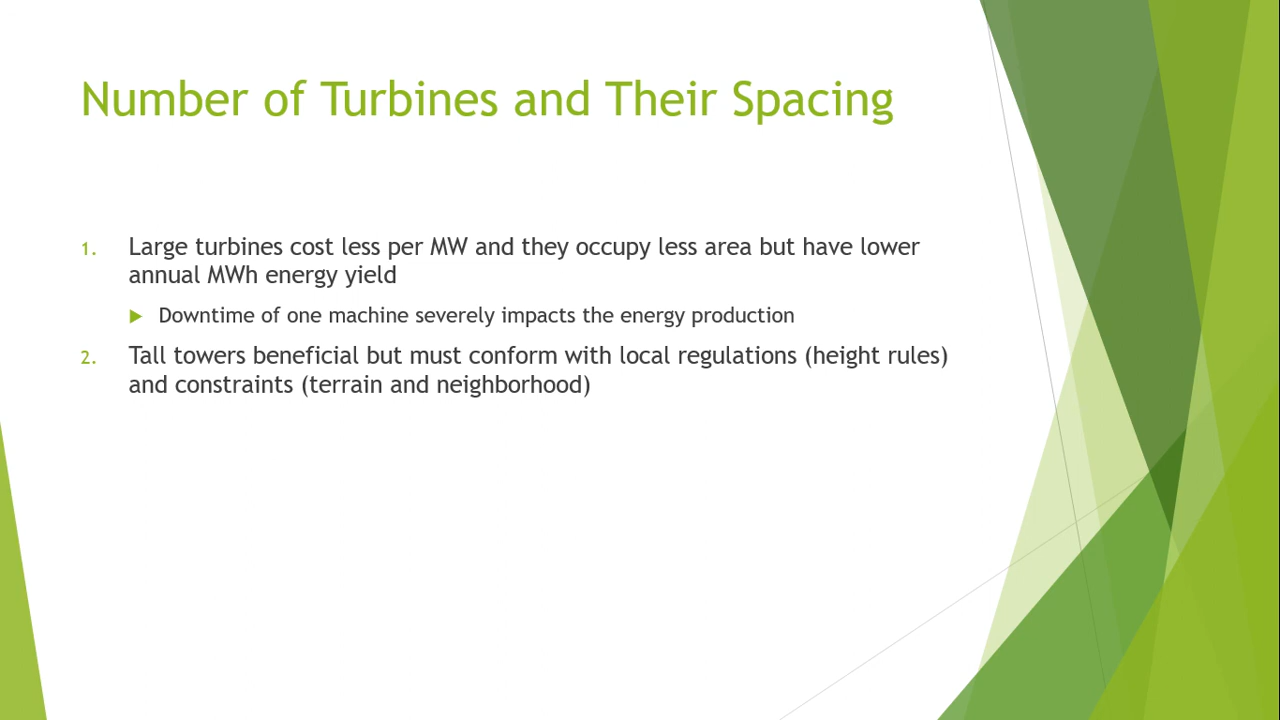 Number of Turbines and Their Spacing
1. Large turbines cost less per MW and they occupy less area but have lower
annual MWh energy yield
Downtime of one machine severely impacts the energy production
2. Tall towers beneficial but must conform with local regulations (height rules)
and constraints (terrain and neighborhood)